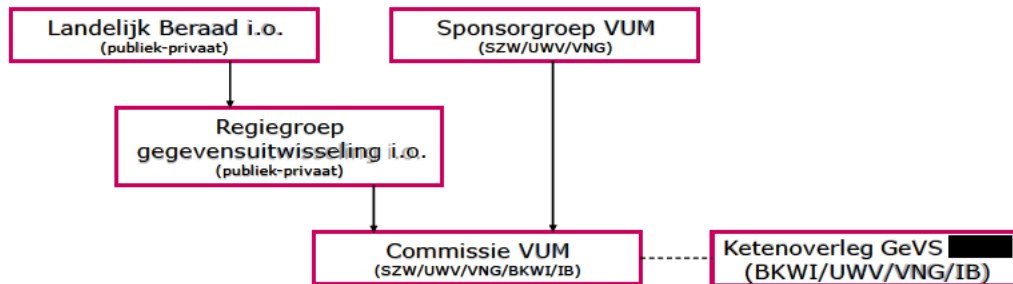 Landelijk Beraad i.o.
(publiek-privaat)
Sponsorgroep VUM
(SZW/UWV/VNG)
Regiegroep
gegevensuitwisseling i.o.
(publiek-privaat)
Commissie VUM
(SZW/UWV/VNG/BKWI/IB)
Ketenoverleg GeVS
(BKWI/UWV/VNG/IB)